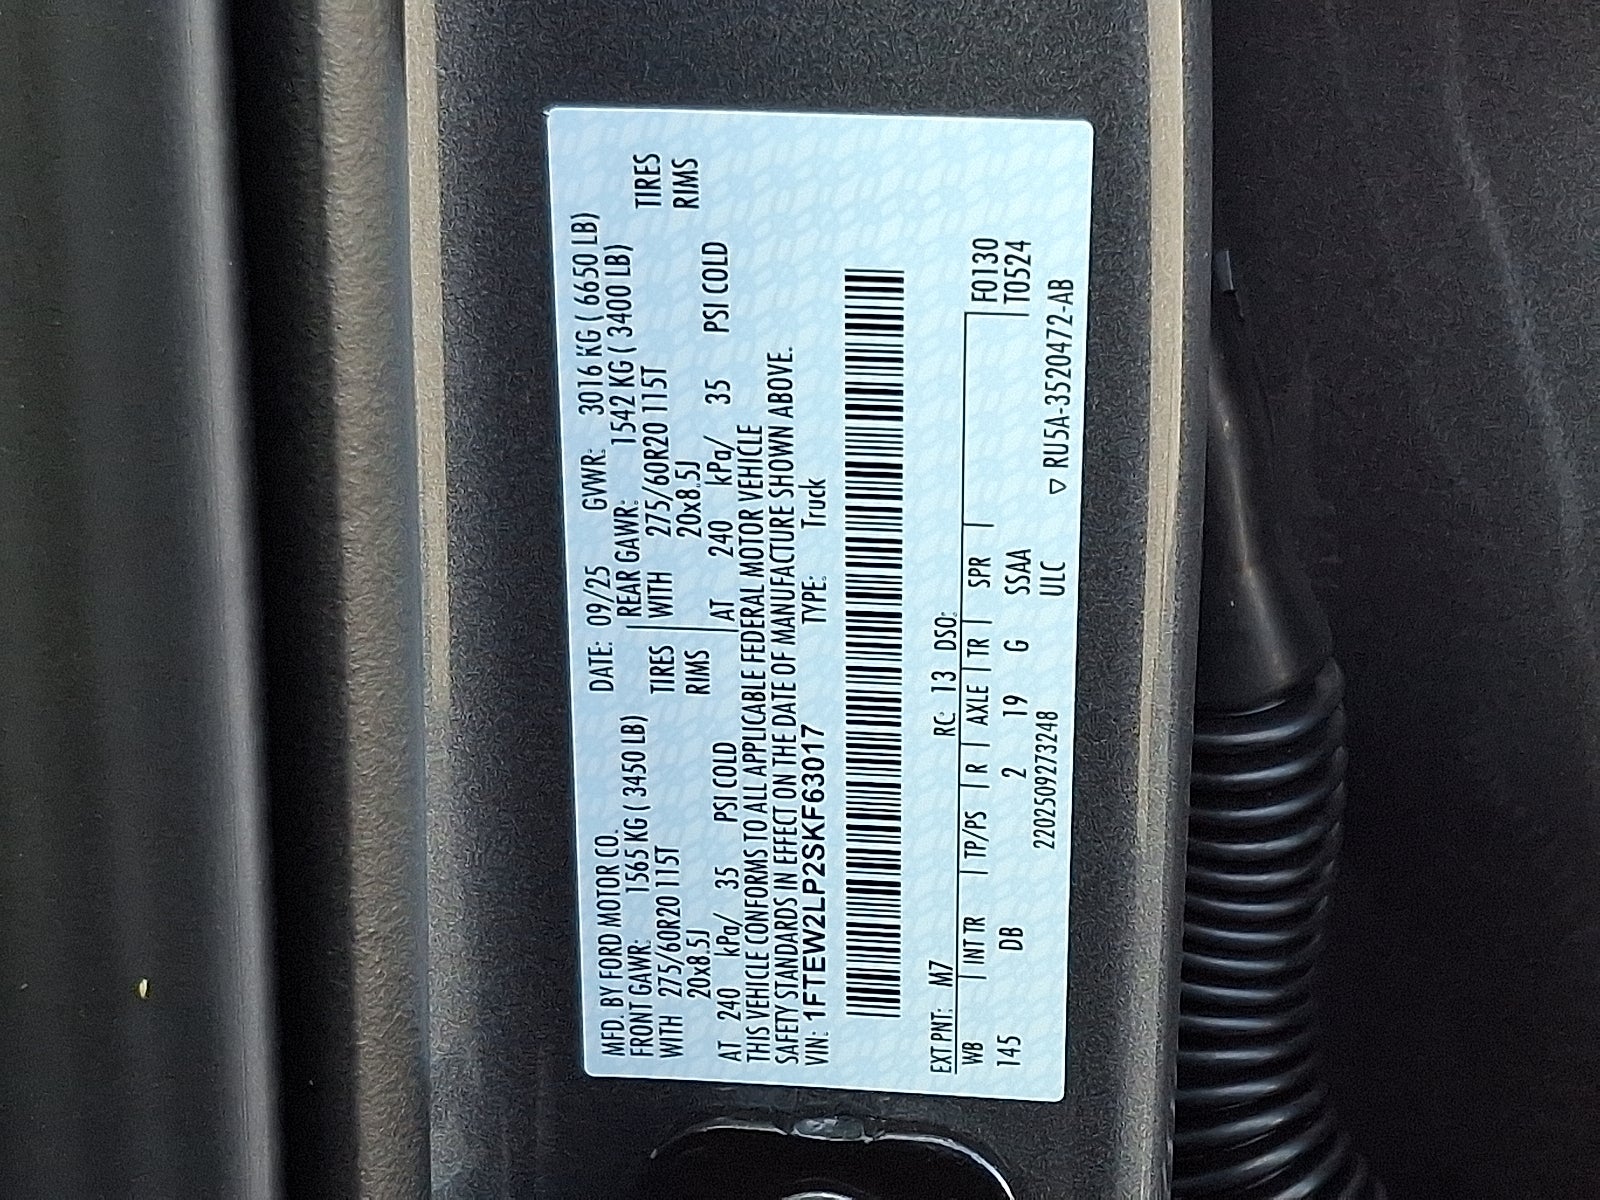 MFD. BY FORD MOTOR CO. DATE: 09/25 GVWR: 3016 KG ( 6650 LB)
FRONT GAWR: 1565 KG ( 3450 LB) REAR GAWR: 1542 KG ( 3400 LB)
WITH 275/60R20 115T TIRES WITH 275/60R20 115T TIRES
20x8.5J RIMS 20x8.5J RIMS
AT 240 kPa/ 35 PSI COLD AT 240 kPa/ 35 PSI COLD
THIS VEHICLE CONFORMS TO ALL APPLICABLE FEDERAL MOTOR VEHICLE
SAFETY STANDARDS IN EFFECT ON THE DATE OF MANUFACTURE SHOWN ABOVE.
VIN: 1FTEW2LP2SKF63017 TYPE: Truck
EXT PNT: M7 RC: 13 DSO:
WB INT TR TP/PS R AXLE TR SPR F0130
145 DB 2 19 G SSAA T0524
2202509273248 ULC ▽ RU5A-3520472-AB